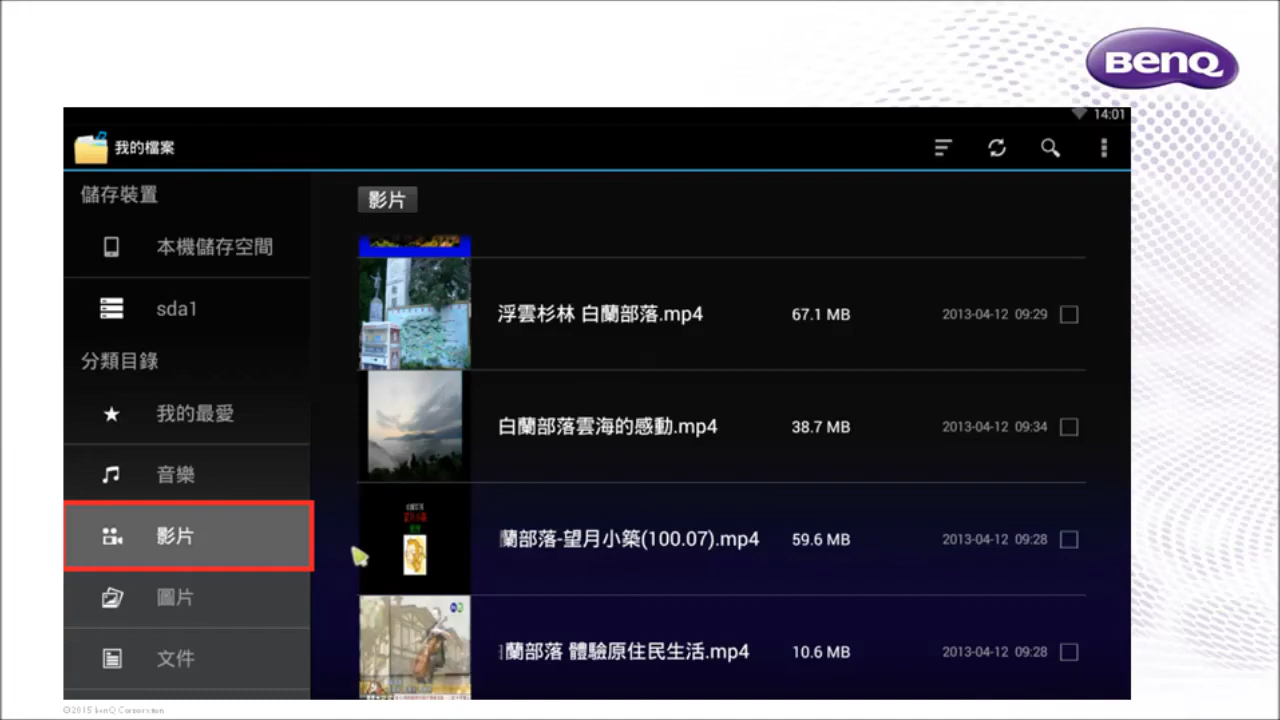 BenQ
14:01
我的檔案
儲存裝置
本機儲存空間
sda1
分類目錄
我的最愛
音樂
影片
圖片
文件
影片
浮雲杉林 白蘭部落.mp4 67.1 MB 2013-04-12 09:29
白蘭部落雲海的感動.mp4 38.7 MB 2013-04-12 09:34
蘭部落-望月小築(100.07).mp4 59.6 MB 2013-04-12 09:28
蘭部落 體驗原住民生活.mp4 10.6 MB 2013-04-12 09:28
©2015 BenQ Corporation